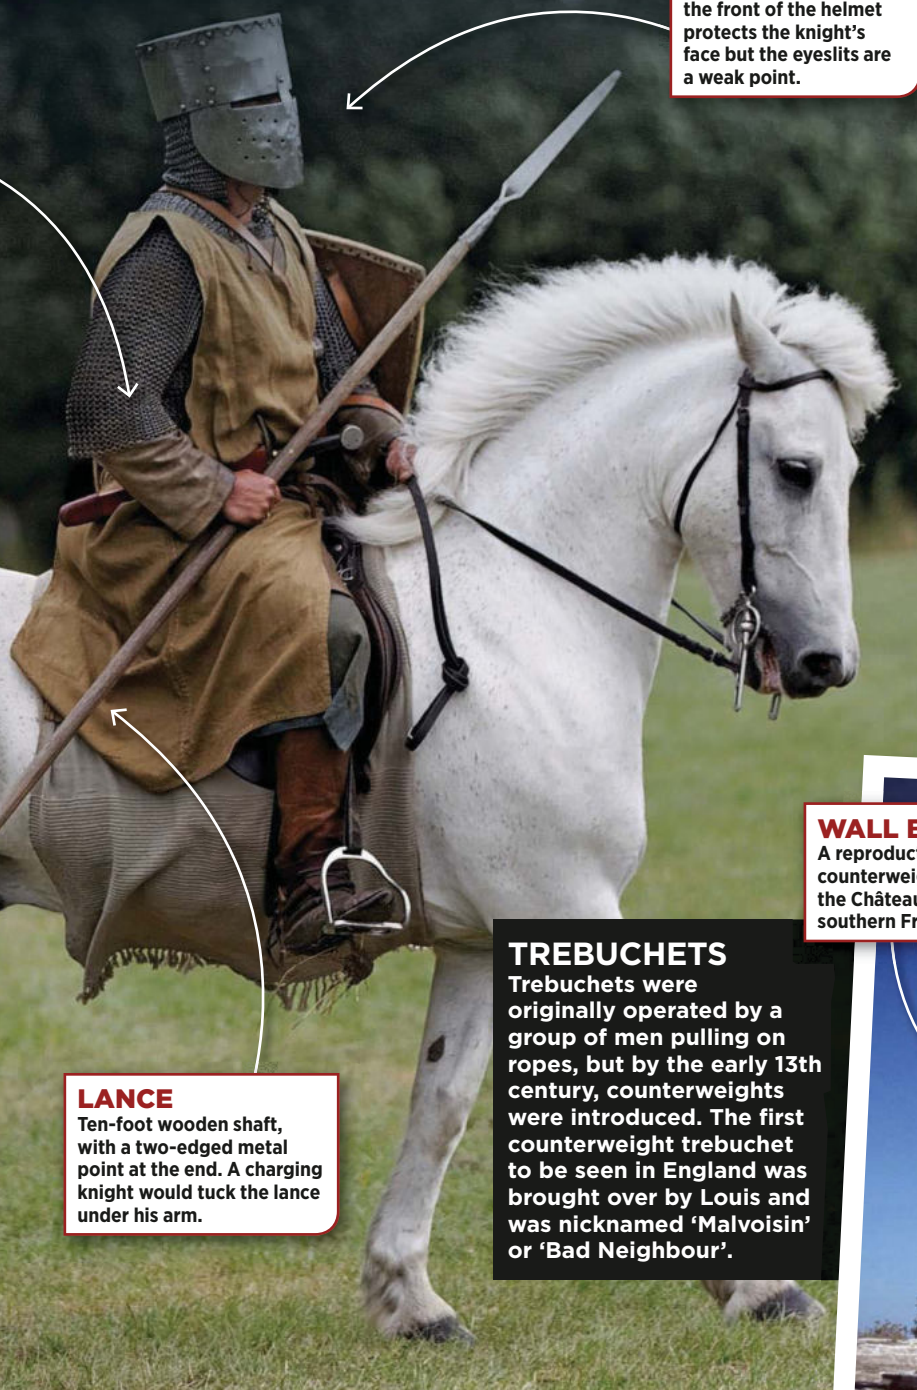 the front of the helmet
protects the knight's
face but the eyeslits are
a weak point.
WALL
A
counterweig
the Château
southern Fr
TREBUCHETS
Trebuchets were
originally operated by a
group of men pulling on
ropes, but by the early 13th
century, counterweights
were introduced. The first
counterweight trebuchet
to be seen in England was
brought over by Louis and
was nicknamed ‘Malvoisin’
or ‘Bad Neighbour’.
LANCE
Ten-foot wooden shaft,
with a two-edged metal
point at the end. A charging
knight would tuck the lance
under his arm.